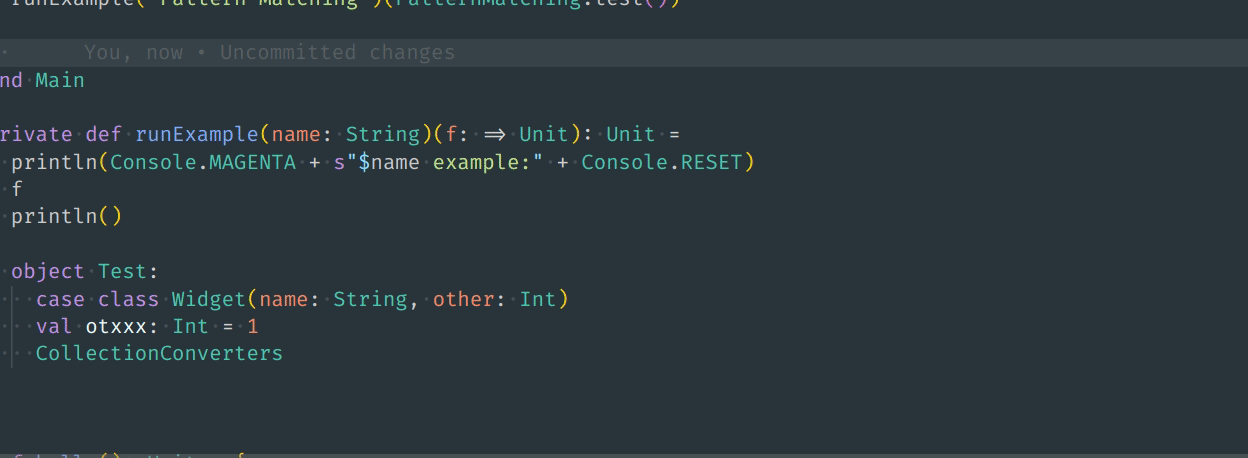 runExample("Pattern Matching")(PatternMatching.test())
You, now • Uncommitted changes
nd Main
rivate def runExample(name: String)(f: => Unit): Unit =
println(Console.MAGENTA + s"$name example:" + Console.RESET)
f
println()
object Test:
case class Widget(name: String, other: Int)
val otxxx: Int = 1
CollectionConverters